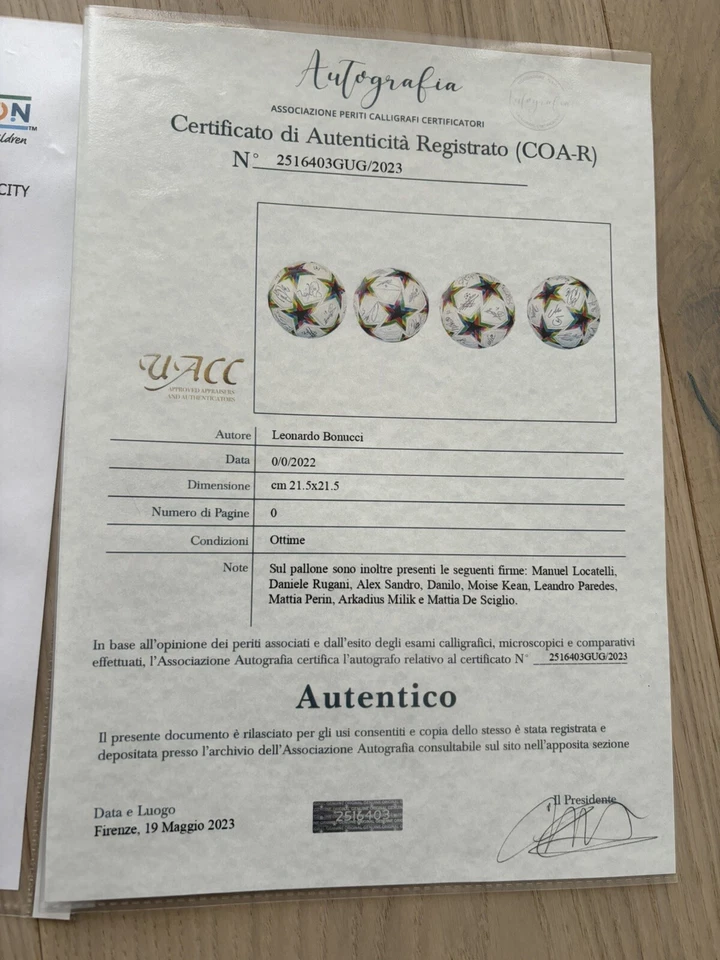 ON
TM
ldren
CITY
Autografia
ASSOCIAZIONE PERITI CALLIGRAFI CERTIFICATORI
Certificato di Autenticità Registrato (COA-R)
N° 2516403GUG/2023
UACC
APPROVED APPRAISERS
AND AUTHENTICATORS
Autore Leonardo Bonucci
Data 0/0/2022
Dimensione cm 21.5x21.5
Numero di Pagine 0
Condizioni Ottime
Note Sul pallone sono inoltre presenti le seguenti firme: Manuel Locatelli,
Daniele Rugani, Alex Sandro, Danilo, Moise Kean, Leandro Paredes,
Mattia Perin, Arkadius Milik e Mattia De Sciglio.
In base all'opinione dei periti associati e dall'esito degli esami calligrafici, microscopici e comparativi
effettuati, l'Associazione Autografia certifica l'autografo relativo al certificato N° 2516403GUG/2023
Autentico
Il presente documento è rilasciato per gli usi consentiti e copia dello stesso è stata registrata e
depositata presso l'archivio dell'Associazione Autografia consultabile sul sito nell'apposita sezione
Data e Luogo
Firenze, 19 Maggio 2023
2516403
Il Presidente